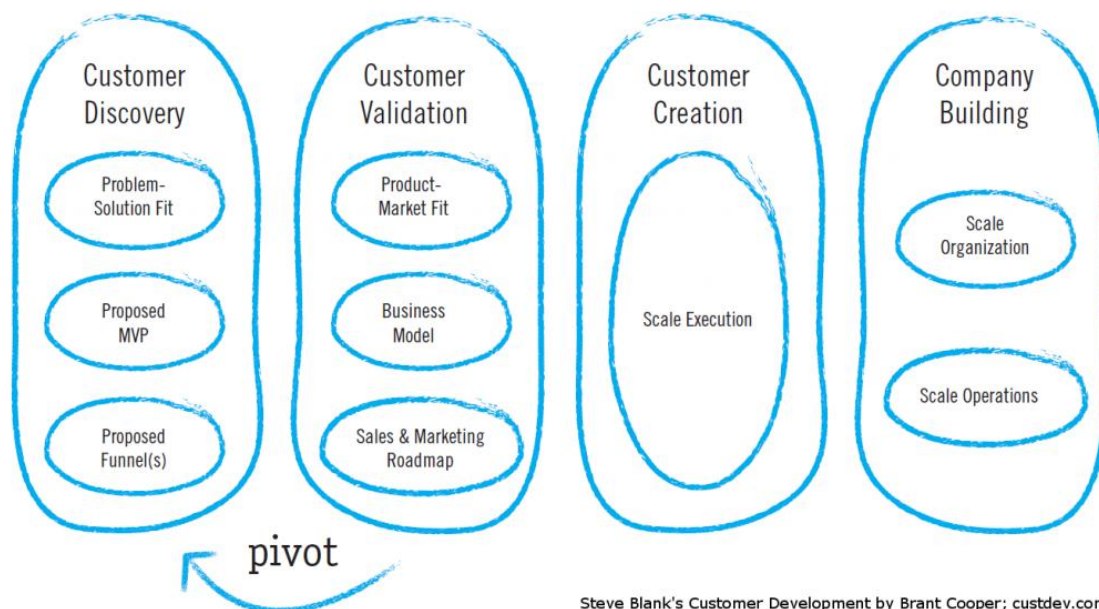 Customer
Discovery
Problem-
Solution Fit
Proposed
MVP
Proposed
Funnel(s)
Customer
Validation
Product-
Market Fit
Business
Model
Sales & Marketing
Roadmap
Customer
Creation
Scale Execution
Company
Building
Scale
Organization
Scale Operations
pivot
Steve Blank's Customer Development by Brant Cooper; custdev.com